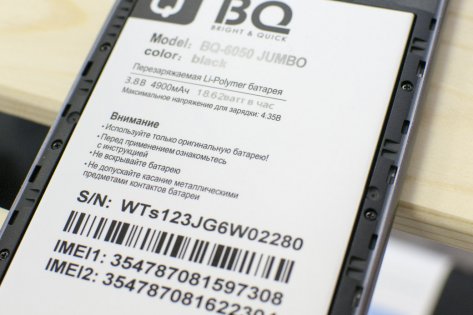 BQ
BRIGHT & QUICK
Model: BQ-6050 JUMBO
color: black
Перезаряжаемая Li-Polymer батарея
3.8В 4900мАч 18.62ватт в час
Максимальное напряжение для зарядки: 4.35В
Внимание
• Используйте только оригинальную батарею!
• Перед применением ознакомьтесь
с инструкцией
• Не вскрывайте батарею
• Не допускайте касание металлическими
предметами контактов батареи
S/N: WTs123JG6W02280
IMEI1: 354787081597308
IMEI2: 354787081622304